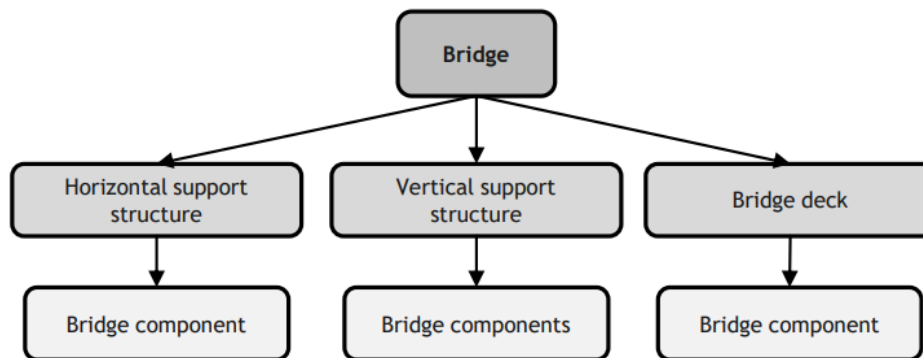 Bridge
Horizontal support
structure
Vertical support
structure
Bridge deck
Bridge component
Bridge components
Bridge component